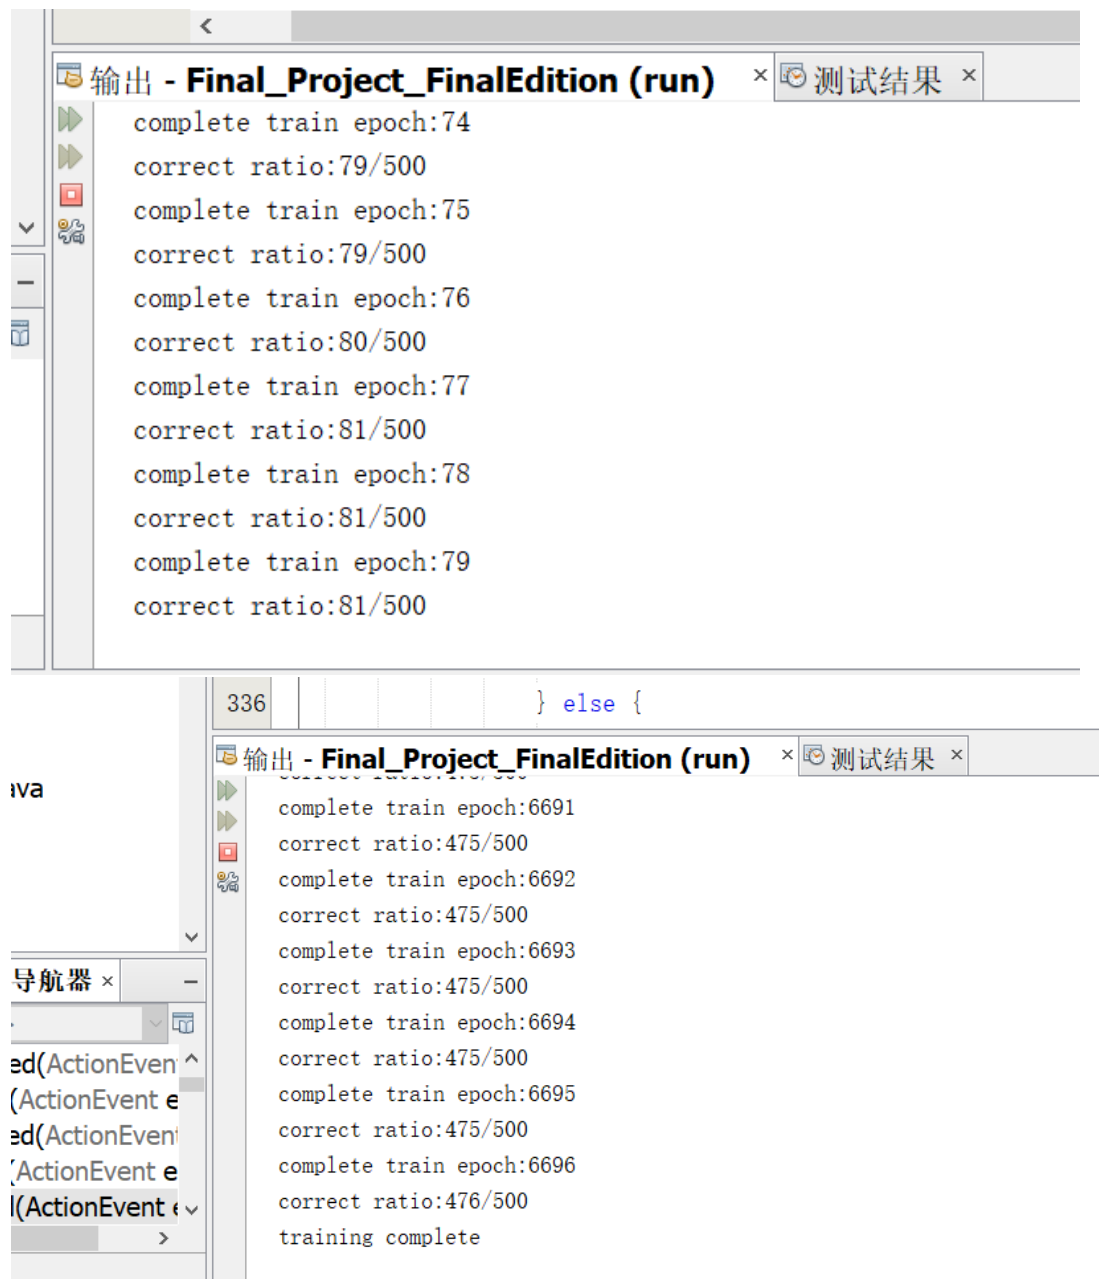 输出 - Final_Project_FinalEdition (run) × 测试结果 ×
complete train epoch:74
correct ratio:79/500
complete train epoch:75
correct ratio:79/500
complete train epoch:76
correct ratio:80/500
complete train epoch:77
correct ratio:81/500
complete train epoch:78
correct ratio:81/500
complete train epoch:79
correct ratio:81/500
336 } else {
输出 - Final_Project_FinalEdition (run) × 测试结果 ×
complete train epoch:6691
correct ratio:475/500
complete train epoch:6692
correct ratio:475/500
complete train epoch:6693
correct ratio:475/500
complete train epoch:6694
correct ratio:475/500
complete train epoch:6695
correct ratio:475/500
complete train epoch:6696
correct ratio:476/500
training complete
ava
导航器 ×
ed(ActionEven
(ActionEvent e
ed(ActionEvent
(ActionEvent e
(ActionEvent e